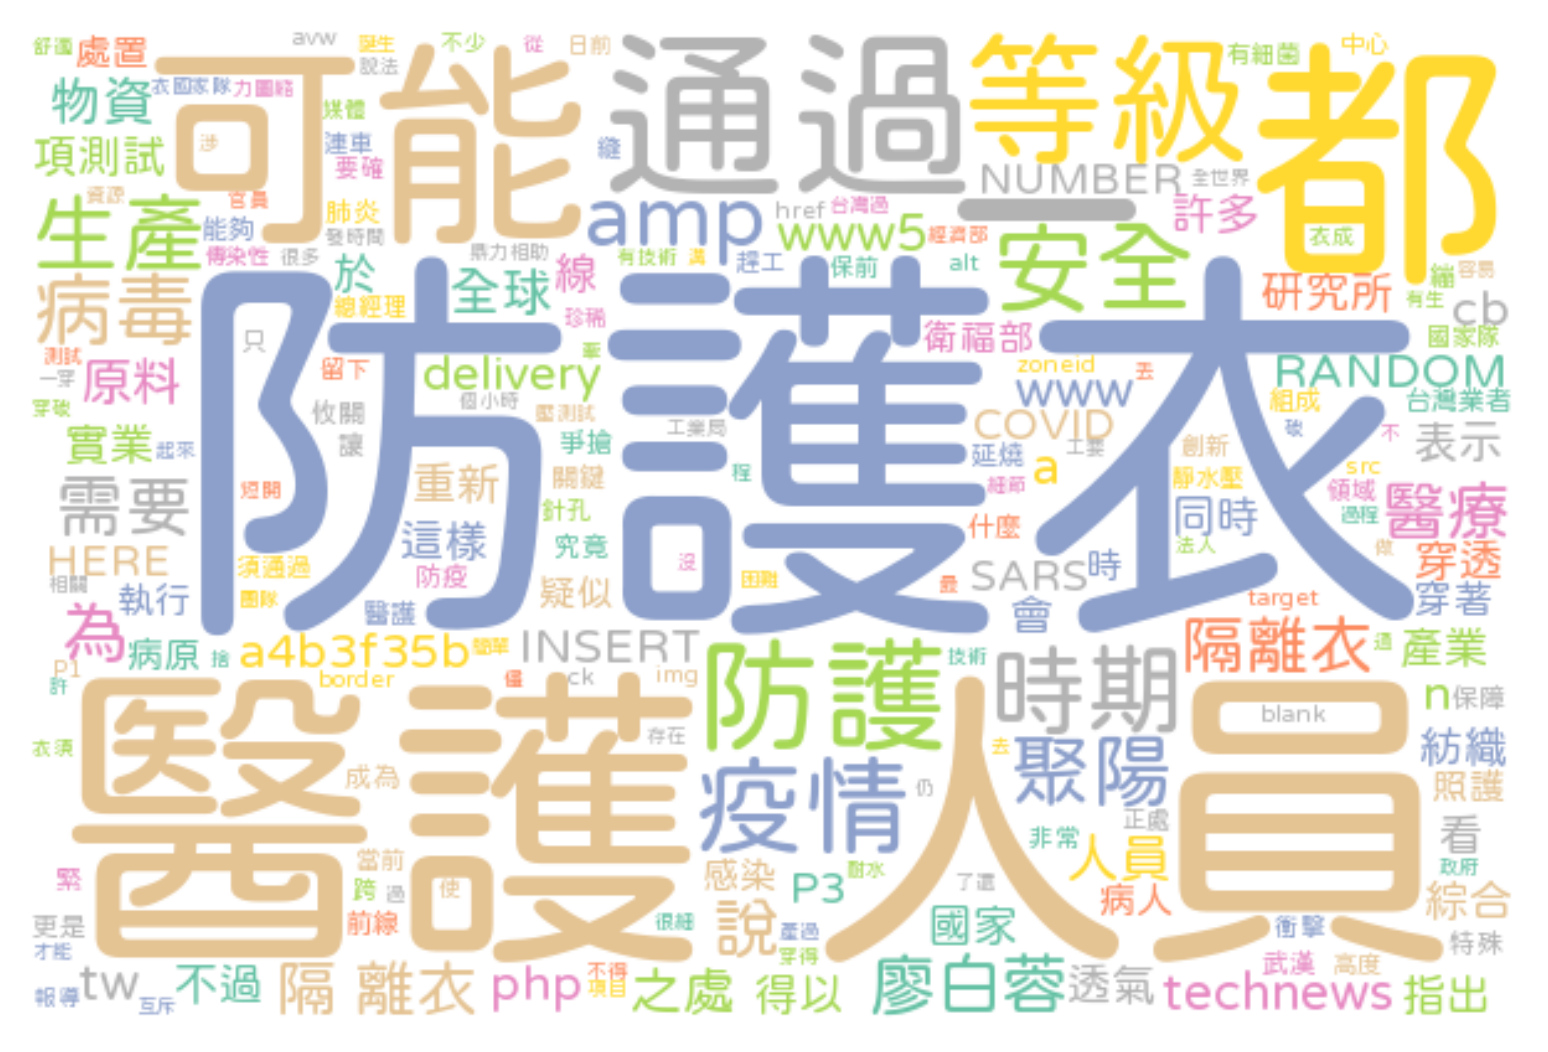 舒適
處置
avw
誕生
說法
不少
從
日前
可能
通過
等級
有細菌
中心
都
物資
衣國家隊
力圖縮
媒體
涉
連車
要確
縫
項測試
資源
官員
肺炎
發時間
amp
href
台灣過
NUMBER
全世界
一
許多
生產
能夠
www5
經濟部
安全
衣成
傳染性
很多
鼎力相助
有技術
溝
趕工
保前
alt
於
全球
線
研究所
繃
容易
有生
cb
病毒
總經理
珍稀
衛福部
國家隊
防護衣
只
測試
一穿
原料
留下
牽
delivery
zoneid
www
丟
RANDOM
穿破
個小時
壓測試
工業局
COVID
組成
台灣業者
攸關
讓
實業
起來
爭搶
關鍵
程
延燒
a
工要
創新
破
不
表示
重新
短開
細節
靜水壓
src
領域
過程
醫療
需要
針孔
什麼
同時
這樣
究竟
沒
法人
做
穿透
HERE
相關
須通過
防疫
困難
最
SARS
時
執行
團隊
醫護
疑似
會
target
穿著
為
病原
捨
a4b3f35b
簡單
INSERT
防護
技術
時期
隔離衣
適
產業
P1
許
border
僅
ck
img
醫護人員
blank
n
保障
衣須
存在
去
聚陽
紡織
成為
疫情
仍
照護
正處
非常
看
當前
人員
政府
緊
跨
過
使
感染
P3
耐水
了這
病人
綜合
更是
前線
很細
說
產過
國家
衝擊
特殊
才能
穿得
武漢
高度
報導
tw
互斥
不過
隔 離衣
php
不得
項目
之處
得以
廖白蓉
透氣
technews
指出